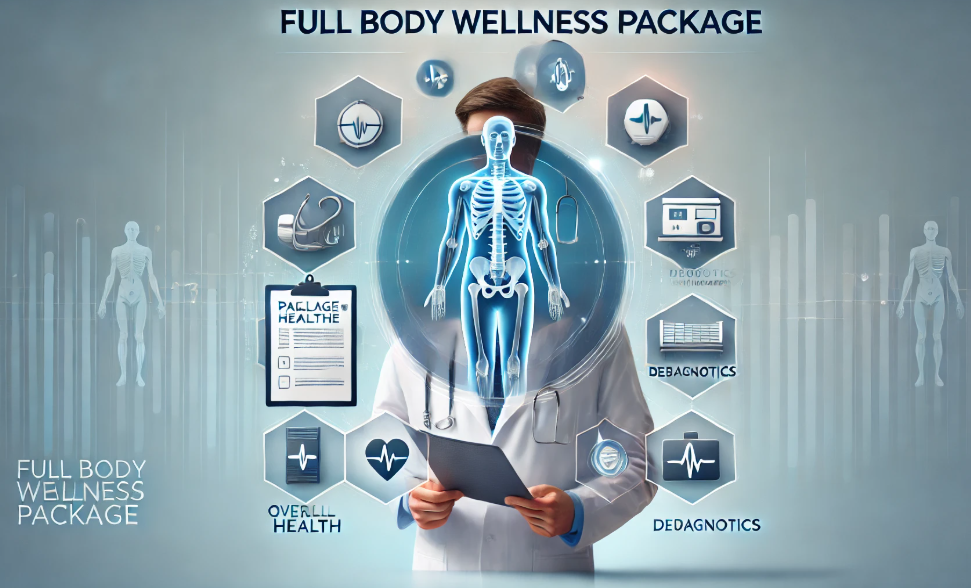 FULL BODY WELLNESS PACKAGE
PACLAGE
HEALTHE
DEBAGNOTICS
FULL BODY
WELLNESS
PACKAGE
OVERLLL
HEALTH
DEDAGNOTICS